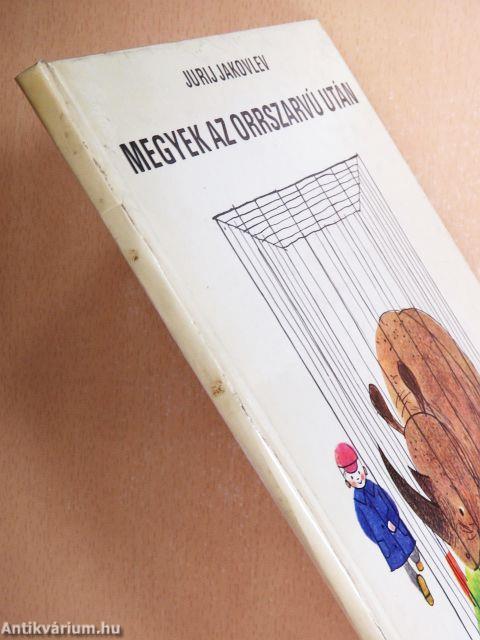 JURIJ JAKOVLEV
MEGYEK AZ ORRSZARVÚ UTÁN
Antikvárium.hu